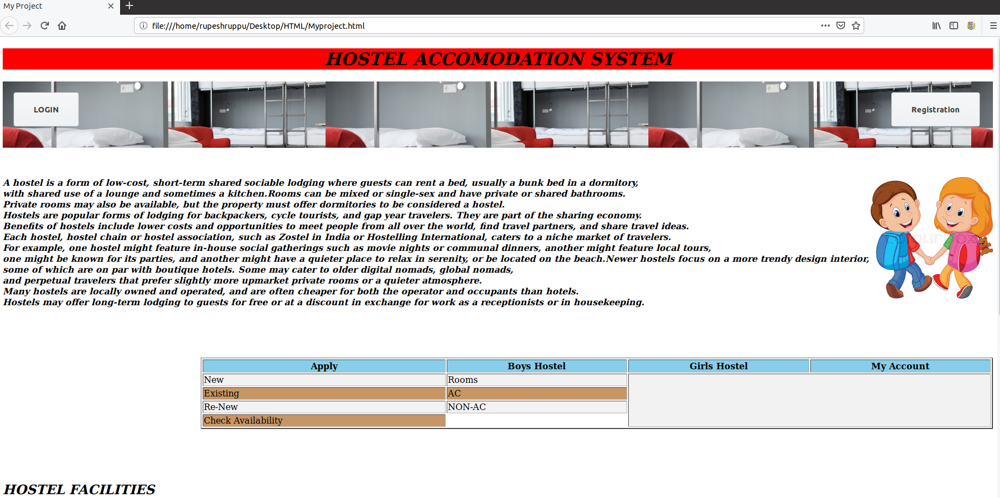 My Project
file:///home/rupeshruppu/Desktop/HTML/Myproject.html
HOSTEL ACCOMODATION SYSTEM
LOGIN
Registration
A hostel is a form of low-cost, short-term shared sociable lodging where guests can rent a bed, usually a bunk bed in a dormitory,
with shared use of a lounge and sometimes a kitchen.Rooms can be mixed or single-sex and have private or shared bathrooms.
Private rooms may also be available, but the property must offer dormitories to be considered a hostel.
Hostels are popular forms of lodging for backpackers, cycle tourists, and gap year travelers. They are part of the sharing economy.
Benefits of hostels include lower costs and opportunities to meet people from all over the world, find travel partners, and share travel ideas.
Each hostel, hostel chain or hostel association, such as Zostel in India or Hostelling International, caters to a niche market of travelers.
For example, one hostel might feature in-house social gatherings such as movie nights or communal dinners, another might feature local tours,
one might be known for its parties, and another might have a quieter place to relax in serenity, or be located on the beach.Newer hostels focus on a more trendy design interior,
some of which are on par with boutique hotels. Some may cater to older digital nomads, global nomads,
and perpetual travelers that prefer slightly more upmarket private rooms or a quieter atmosphere.
Many hostels are locally owned and operated, and are often cheaper for both the operator and occupants than hotels.
Hostels may offer long-term lodging to guests for free or at a discount in exchange for work as a receptionists or in housekeeping.
Apply Boys Hostel Girls Hostel My Account
New Rooms
Existing AC
Re-New NON-AC
Check Availability
HOSTEL FACILITIES